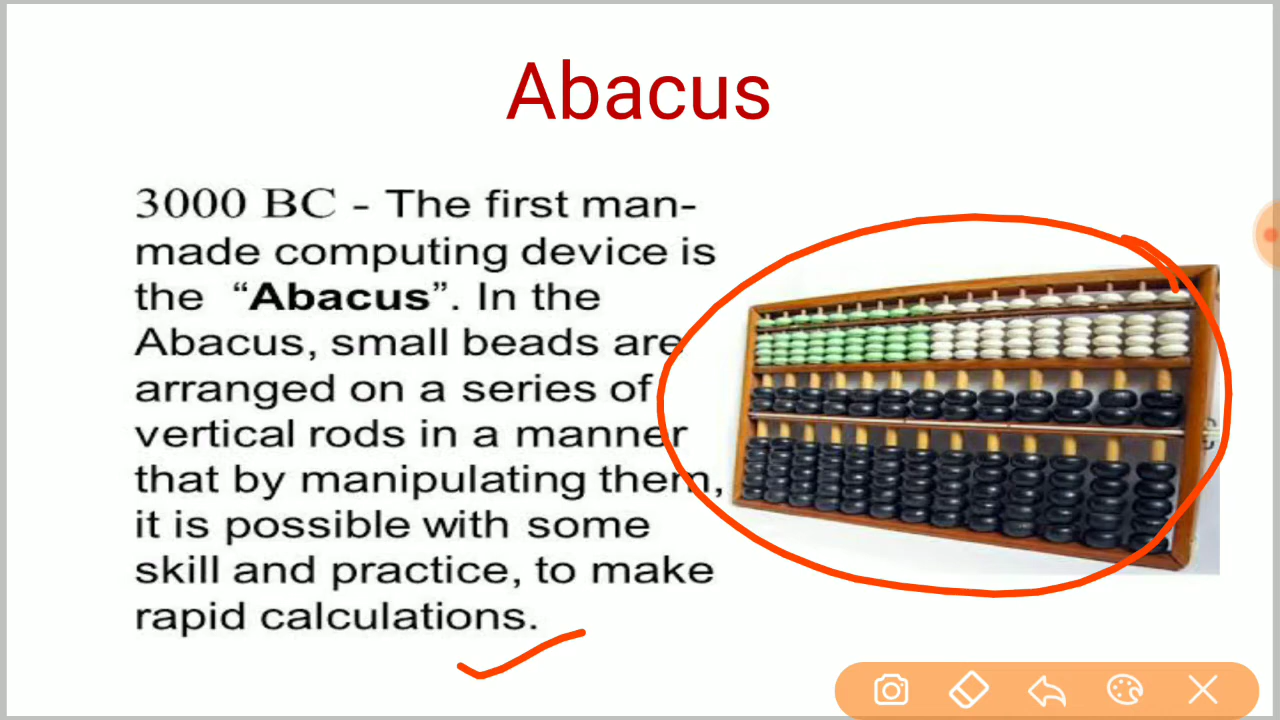 Abacus
3000 BC - The first man-
made computing device is
the “Abacus”. In the
Abacus, small beads are
arranged on a series of
vertical rods in a manner
that by manipulating them,
it is possible with some
skill and practice, to make
rapid calculations.